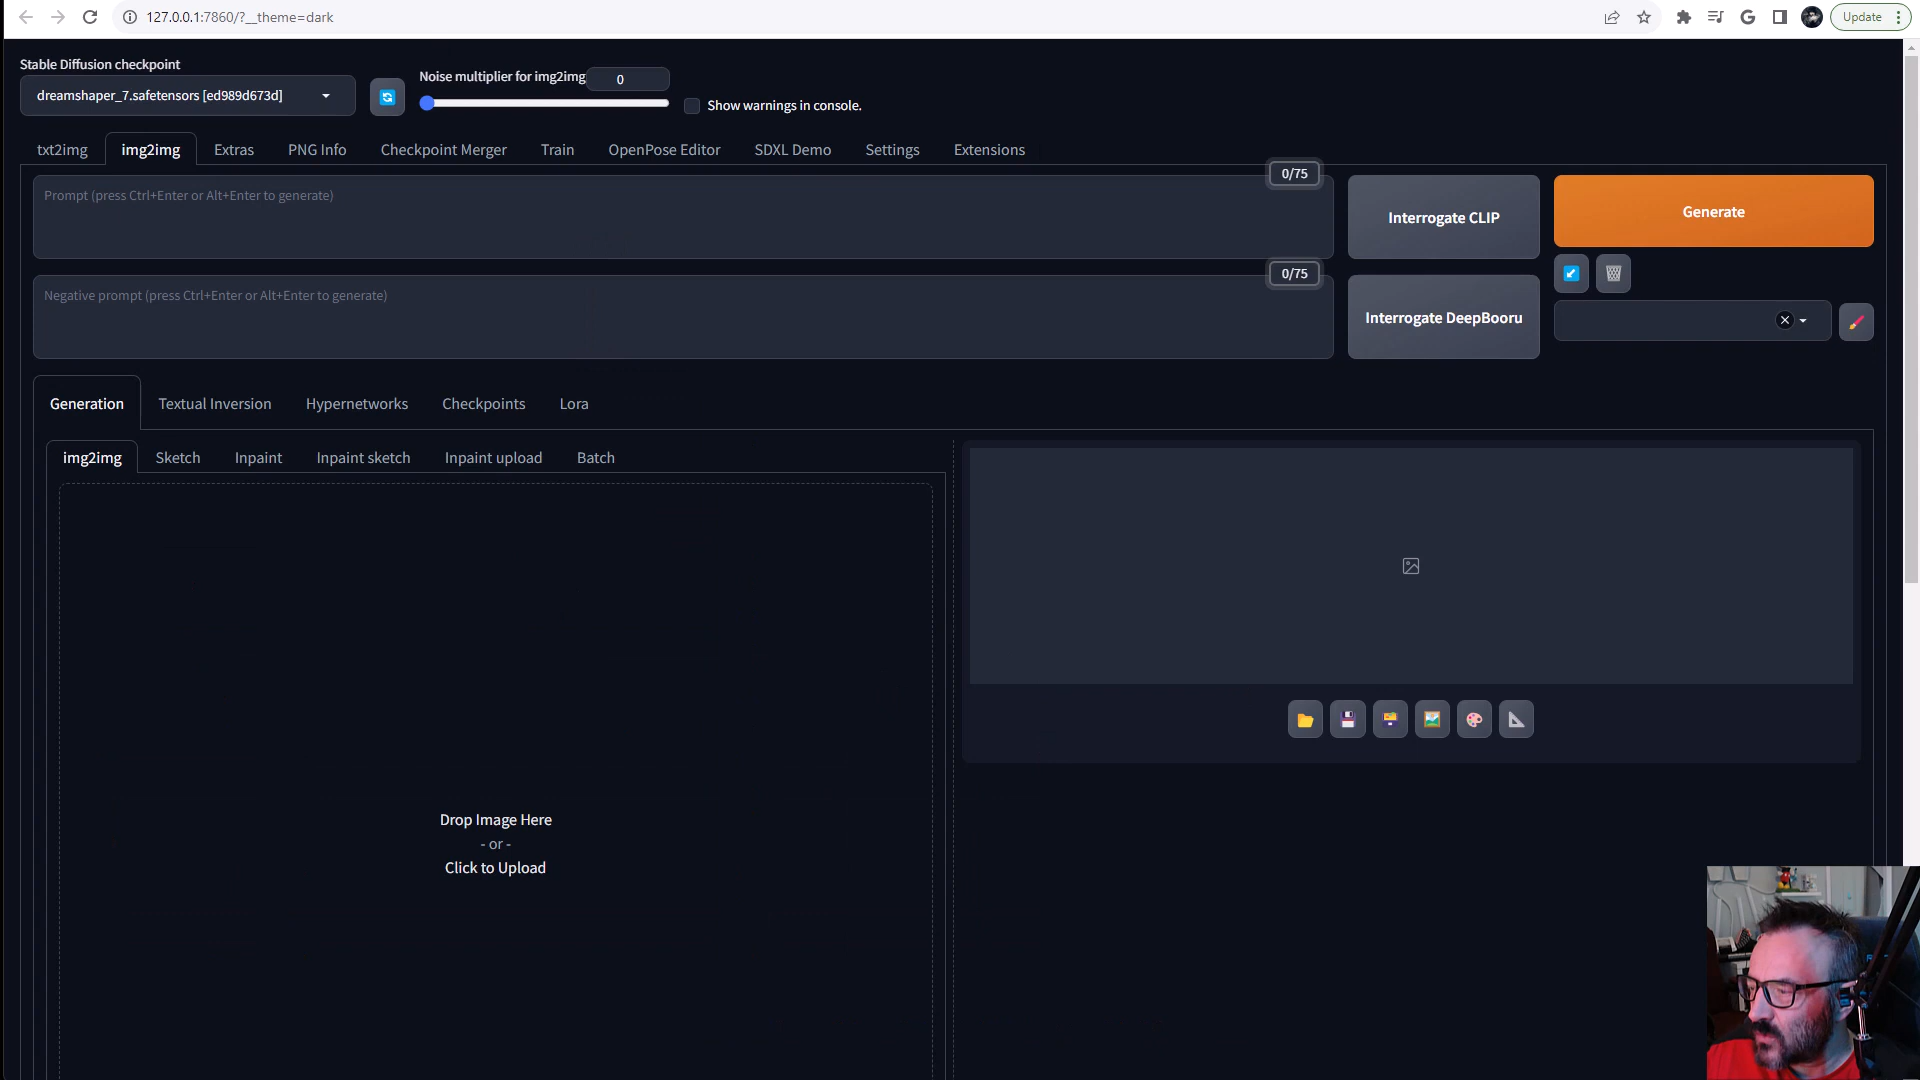 127.0.0.1:7860/?__theme=dark
Update
Stable Diffusion checkpoint
dreamshaper_7.safetensors [ed989d673d]
Noise multiplier for img2img
0
Show warnings in console.
txt2img
img2img
Extras
PNG Info
Checkpoint Merger
Train
OpenPose Editor
SDXL Demo
Settings
Extensions
Prompt (press Ctrl+Enter or Alt+Enter to generate)
0/75
Interrogate CLIP
Generate
Negative prompt (press Ctrl+Enter or Alt+Enter to generate)
0/75
Interrogate DeepBooru
Generation
Textual Inversion
Hypernetworks
Checkpoints
Lora
img2img
Sketch
Inpaint
Inpaint sketch
Inpaint upload
Batch
Drop Image Here
- or -
Click to Upload